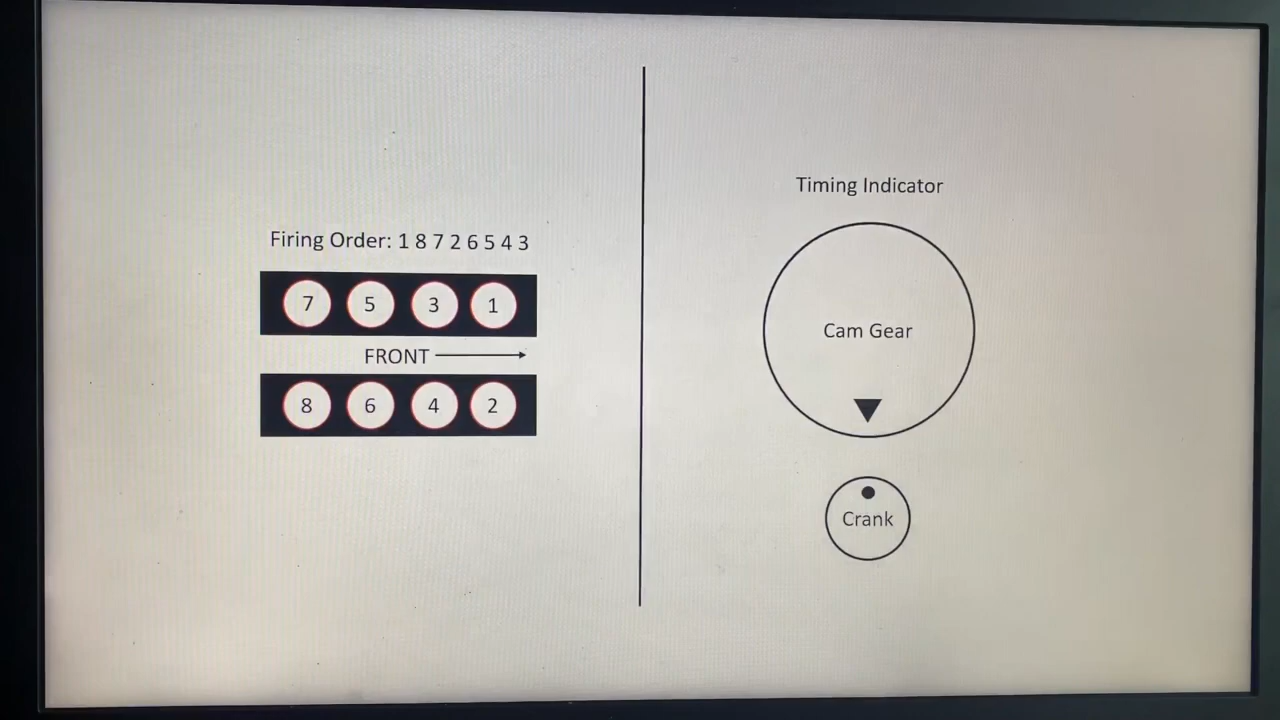 Firing Order: 1 8 7 2 6 5 4 3
7 5 3 1
FRONT
8 6 4 2
Timing Indicator
Cam Gear
Crank